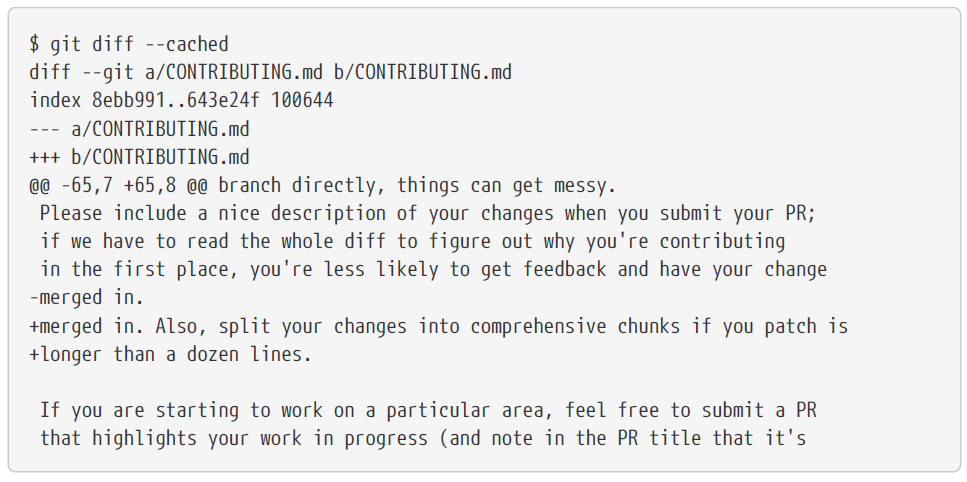 $ git diff --cached
diff --git a/CONTRIBUTING.md b/CONTRIBUTING.md
index 8ebb991..643e24f 100644
--- a/CONTRIBUTING.md
+++ b/CONTRIBUTING.md
@@ -65,7 +65,8 @@ branch directly, things can get messy.
 Please include a nice description of your changes when you submit your PR;
 if we have to read the whole diff to figure out why you're contributing
 in the first place, you're less likely to get feedback and have your change
-merged in.
+merged in. Also, split your changes into comprehensive chunks if you patch is
+longer than a dozen lines.

 If you are starting to work on a particular area, feel free to submit a PR
 that highlights your work in progress (and note in the PR title that it's